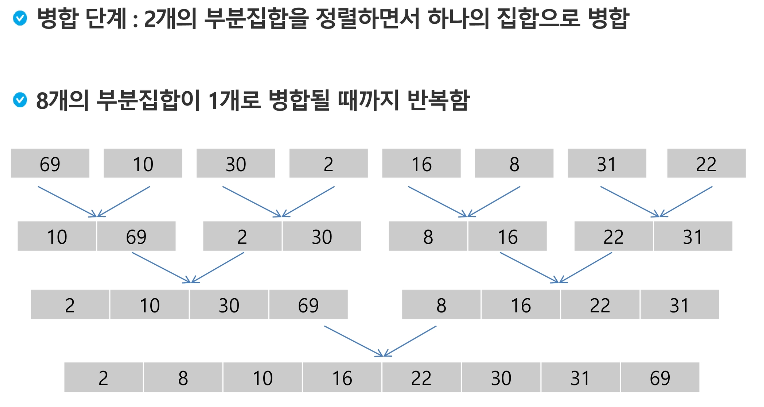 병합 단계 : 2개의 부분집합을 정렬하면서 하나의 집합으로 병합
8개의 부분집합이 1개로 병합될 때까지 반복함
69 10 30 2 16 8 31 22
10 69 2 30 8 16 22 31
2 10 30 69 8 16 22 31
2 8 10 16 22 30 31 69